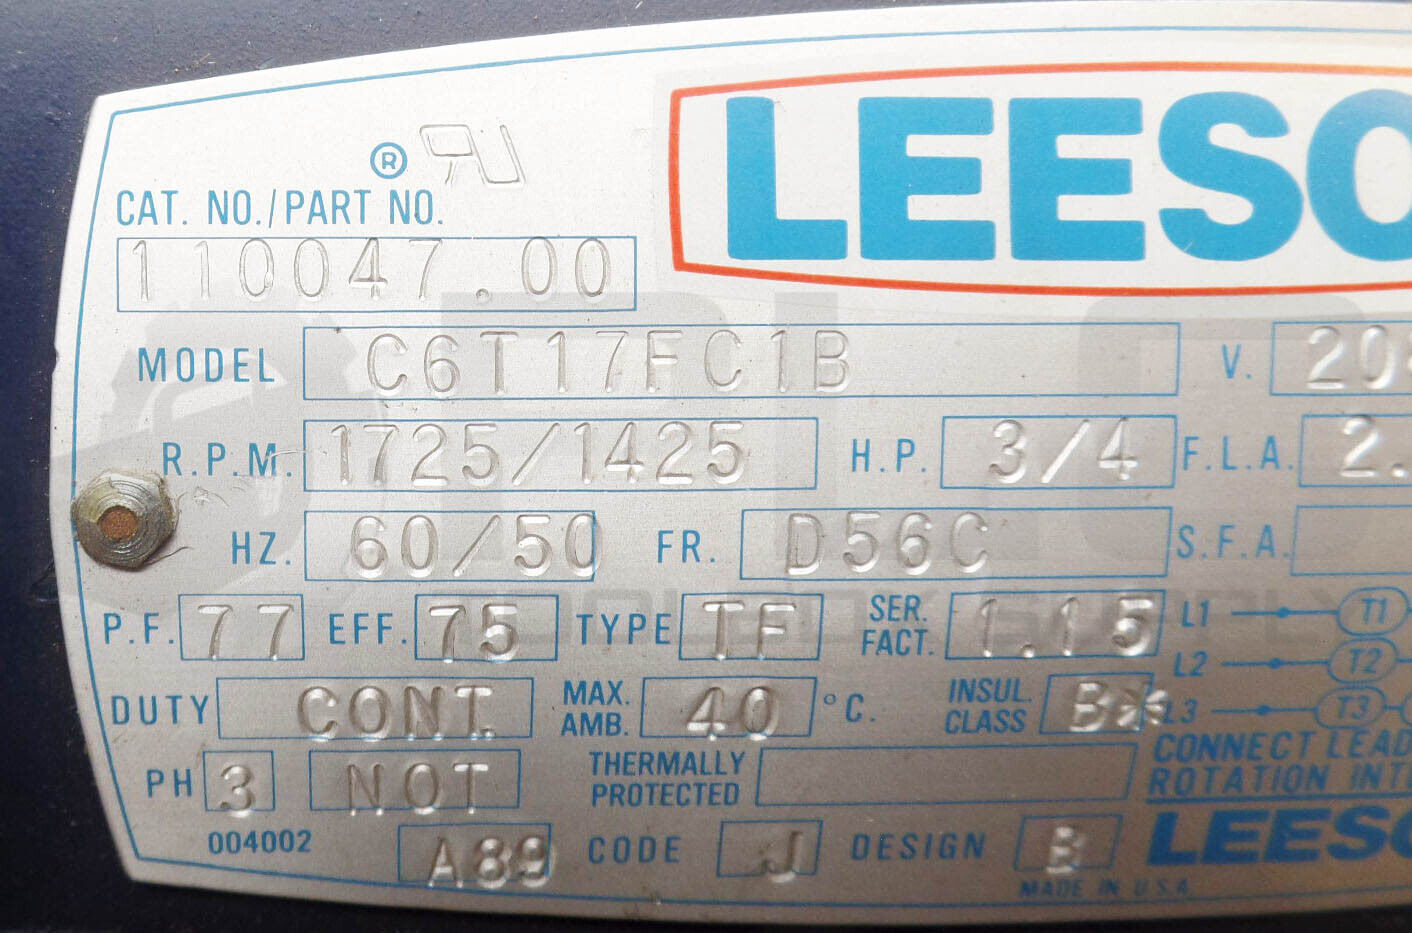 ® LEESO
CAT. NO./PART NO.
110047.00
MODEL C6T17FC1B V. 208
R.P.M. 1725/1425 H.P. 3/4 F.L.A. 2.
HZ. 60/50 FR. D56C S.F.A.
P.F. 77 EFF. 75 TYPE TF SER. FACT. 1.15 L1 T1
L2 T2
DUTY CONT. MAX. AMB. 40 °C. INSUL. CLASS B* L3 T3
CONNECT LEAD
PH 3 NOT THERMALLY PROTECTED ROTATION INT
004002 A89 CODE J DESIGN B LEESO
MADE IN U.S.A.